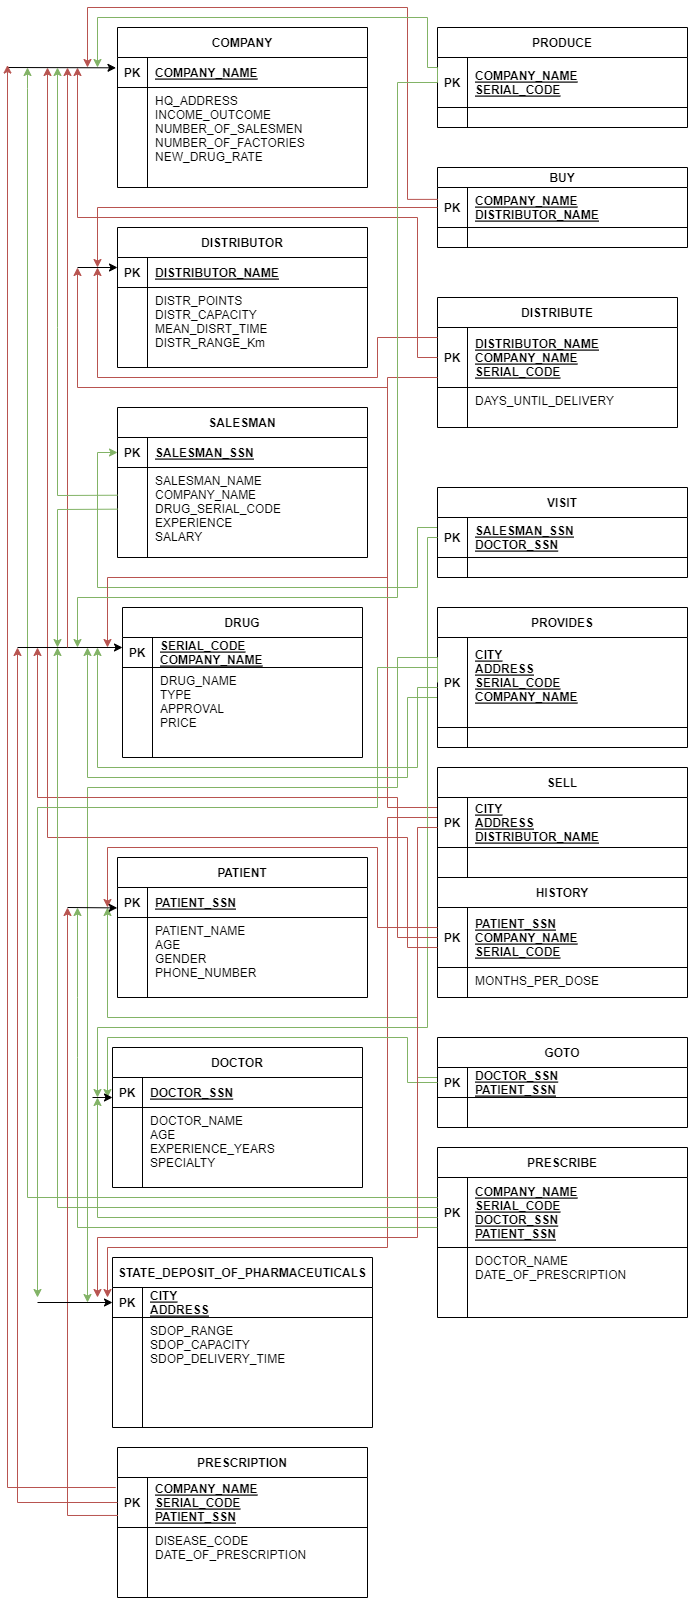 COMPANY
PK
COMPANY_NAME
HQ_ADDRESS
INCOME_OUTCOME
NUMBER_OF_SALESMEN
NUMBER_OF_FACTORIES
NEW_DRUG_RATE
PRODUCE
PK
COMPANY_NAME
SERIAL_CODE
BUY
PK
COMPANY_NAME
DISTRIBUTOR_NAME
DISTRIBUTOR
PK
DISTRIBUTOR_NAME
DISTR_POINTS
DISTR_CAPACITY
MEAN_DISRT_TIME
DISTR_RANGE_Km
DISTRIBUTE
PK
DISTRIBUTOR_NAME
COMPANY_NAME
SERIAL_CODE
DAYS_UNTIL_DELIVERY
SALESMAN
PK
SALESMAN_SSN
SALESMAN_NAME
COMPANY_NAME
DRUG_SERIAL_CODE
EXPERIENCE
SALARY
VISIT
PK
SALESMAN_SSN
DOCTOR_SSN
DRUG
PK
SERIAL_CODE
COMPANY_NAME
DRUG_NAME
TYPE
APPROVAL
PRICE
PROVIDES
PK
CITY
ADDRESS
SERIAL_CODE
COMPANY_NAME
SELL
PK
CITY
ADDRESS
DISTRIBUTOR_NAME
PATIENT
PK
PATIENT_SSN
PATIENT_NAME
AGE
GENDER
PHONE_NUMBER
HISTORY
PK
PATIENT_SSN
COMPANY_NAME
SERIAL_CODE
MONTHS_PER_DOSE
DOCTOR
PK
DOCTOR_SSN
DOCTOR_NAME
AGE
EXPERIENCE_YEARS
SPECIALTY
GOTO
PK
DOCTOR_SSN
PATIENT_SSN
PRESCRIBE
PK
COMPANY_NAME
SERIAL_CODE
DOCTOR_SSN
PATIENT_SSN
DOCTOR_NAME
DATE_OF_PRESCRIPTION
STATE_DEPOSIT_OF_PHARMACEUTICALS
PK
CITY
ADDRESS
SDOP_RANGE
SDOP_CAPACITY
SDOP_DELIVERY_TIME
PRESCRIPTION
PK
COMPANY_NAME
SERIAL_CODE
PATIENT_SSN
DISEASE_CODE
DATE_OF_PRESCRIPTION